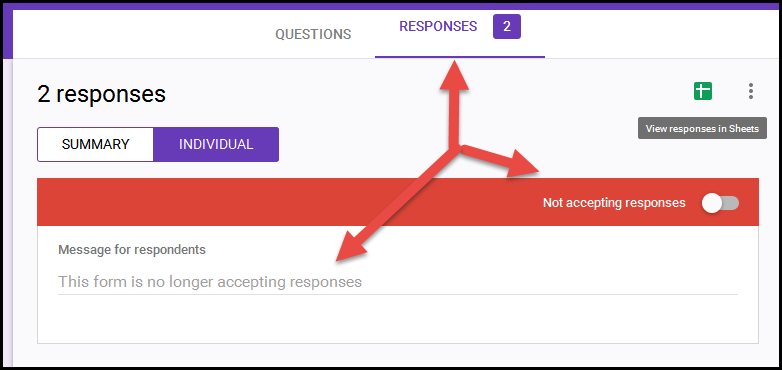 QUESTIONS
RESPONSES 2
2 responses
View responses in Sheets
SUMMARY
INDIVIDUAL
Not accepting responses
Message for respondents
This form is no longer accepting responses